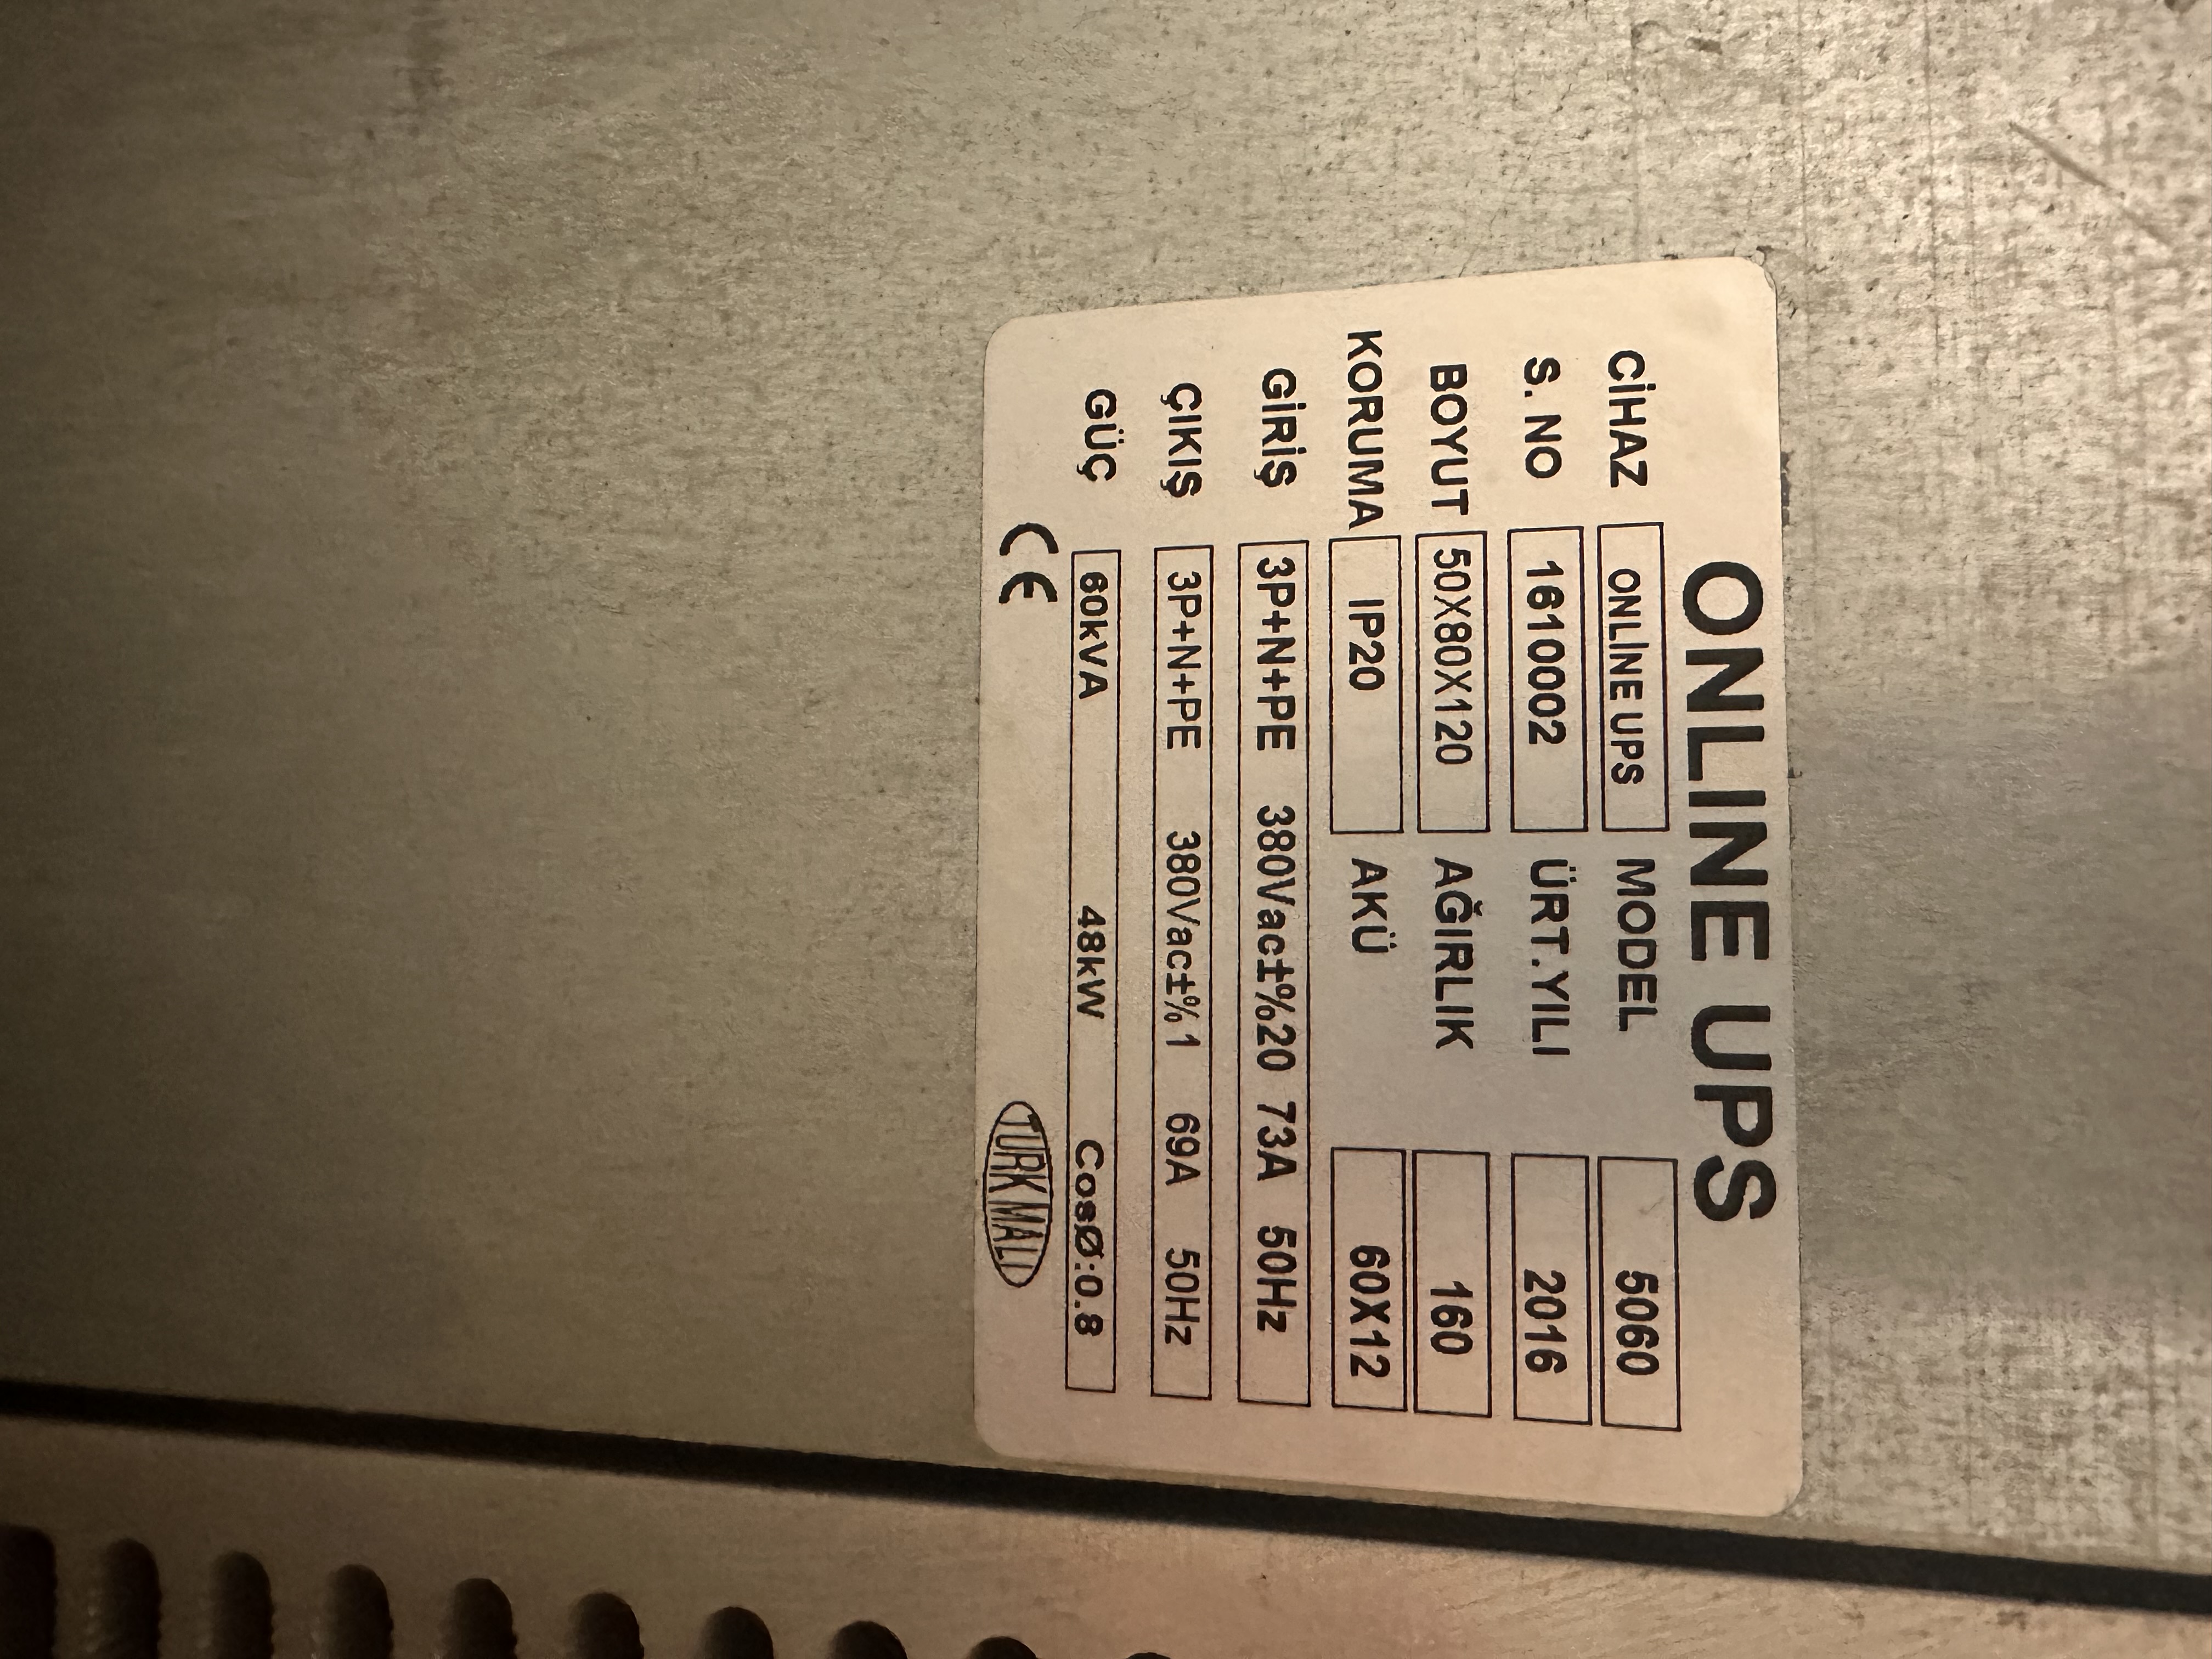 ONLINE UPS
CİHAZ ONLİNE UPS MODEL 5060
S. NO 1610002 ÜRT.YILI 2016
BOYUT 50X80X120 AĞIRLIK 160
KORUMA IP20 AKÜ 60X12
GİRİŞ 3P+N+PE 380Vac±%20 73A 50Hz
ÇIKIŞ 3P+N+PE 380Vac±%1 69A 50Hz
GÜÇ 60kVA 48kW CosØ:0.8
CE TURK MALI